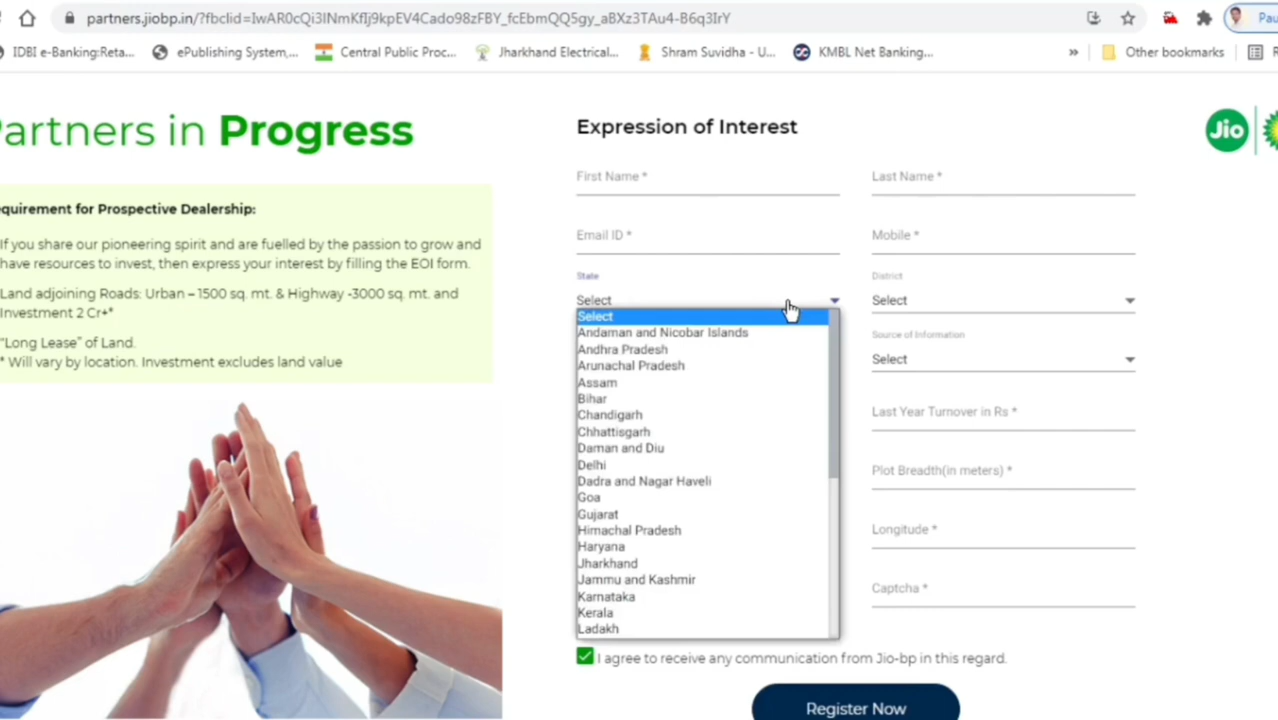 partners.jiobp.in/?fbclid=IwAR0cQi3lNmKflj9kpEV4Cado98zFBY_fcEbmQQ5gy_aBXz3TAu4-B6q3IrY
IDBI e-Banking:Reta...
ePublishing System,...
Central Public Proc...
Jharkhand Electrical...
Shram Suvidha - U...
KMBL Net Banking...
»
Other bookmarks
artners in Progress
equirement for Prospective Dealership:
If you share our pioneering spirit and are fuelled by the passion to grow and
have resources to invest, then express your interest by filling the EOI form.
Land adjoining Roads: Urban – 1500 sq. mt. & Highway -3000 sq. mt. and
Investment 2 Cr+*
"Long Lease" of Land.
* Will vary by location. Investment excludes land value
Expression of Interest
Jio
First Name *
Last Name *
Email ID *
Mobile *
State
District
Select
Select
Select
Andaman and Nicobar Islands
Andhra Pradesh
Arunachal Pradesh
Assam
Bihar
Chandigarh
Chhattisgarh
Daman and Diu
Delhi
Dadra and Nagar Haveli
Goa
Gujarat
Himachal Pradesh
Haryana
Jharkhand
Jammu and Kashmir
Karnataka
Kerala
Ladakh
Source of Information
Select
Last Year Turnover in Rs *
Plot Breadth(in meters) *
Longitude *
Captcha *
I agree to receive any communication from Jio-bp in this regard.
Register Now